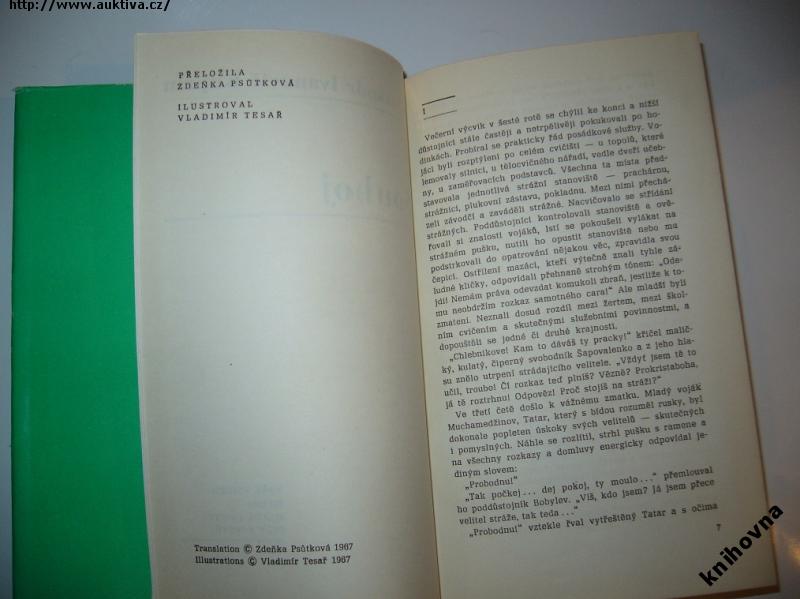 http://www.auktiva.cz/
PŘELOŽILA
ZDEŇKA PSŮTKOVÁ
ILUSTROVAL
VLADIMÍR TESAŘ
Translation © Zdeňka Psůtková 1967
Illustrations © Vladimír Tesař 1967
1
Večerní výcvik v šesté rotě se chýlil ke konci a nižší
důstojníci stále častěji a netrpělivěji pokukovali po ho-
dinkách. Probíral se prakticky řád posádkové služby. Vo-
jáci byli rozptýleni po celém cvičišti — u topolů, které
lemovaly silnici, u tělocvičného nářadí, vedle dveří učeb-
ny, u zaměřovacích podstavců. Všechna ta místa před-
stavovala jednotlivá strážní stanoviště — prachárnu,
strážnici, plukovní zástavu, pokladnu. Mezi nimi přechá-
zeli závodčí a zaváděli strážné. Nacvičovalo se střídání
strážných. Poddůstojníci kontrolovali stanoviště a ově-
řovali si znalosti vojáků, lstí se pokoušeli vylákat na
strážném pušku, nutili ho opustit stanoviště nebo mu
podstrkovali do opatrování nějakou věc, zpravidla svou
čepici. Ostřílení mazáci, kteří výtečně znali tyhle zá-
ludné kličky, odpovídali přehnaně strohým tónem: „Ode-
jdi! Nemám práva odevzdat komukoli zbraň, jestliže k to-
mu neobdržím rozkaz samotného cara!" Ale mladší byli
zmateni. Neznali dosud rozdíl mezi žertem, mezi škol-
ním cvičením a skutečnými služebními povinnostmi, a
dopouštěli se jedné či druhé krajnosti.
„Chlebnikove! Kam to dáváš ty pracky!" křičel malič-
ký, kulatý, čiperný svobodník Šapovalenko a z jeho hla-
su znělo utrpení strádajícího velitele. „Vždyť jsem tě to
učil, troubo! Čí rozkaz teď plníš? Vězně? Prokristaboha,
já tě roztrhnu! Odpověz! Proč stojíš na stráži?"
Ve třetí četě došlo k vážnému zmatku. Mladý voják
Muchamedžinov, Tatar, který s bídou rozuměl rusky, byl
dokonale popleten úskoky svých velitelů — skutečných
i strojených. Náhle se rozlítil, strhl pušku s ramene a
na všechny rozkazy a domluvy energicky odpovídal je-
diným slovem:
„Probodnu!"
„Tak počkej... dej pokoj, ty moulo..." přemlouval
ho poddůstojník Bobylev. „Víš, kdo jsem? Já jsem přece
velitel stráže, tak teda..."
„Probodnu!" vztekle řval vytřeštěný Tatar a s očima
7
knihovna